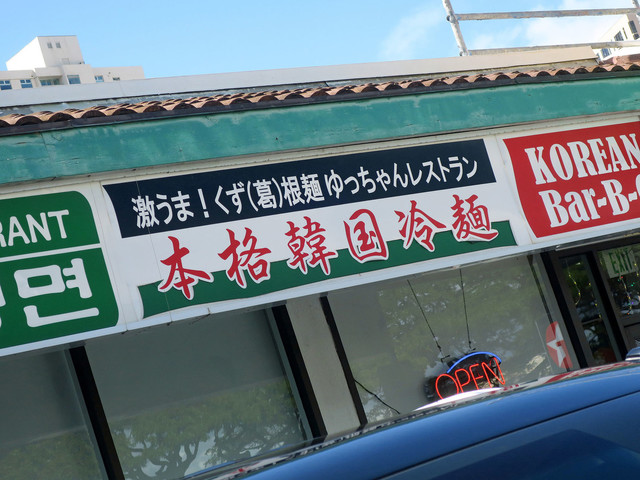 RANT
면
激うま！くず(葛)根麺 ゆっちゃんレストラン
本格韓国冷麺
KOREAN
Bar-B-
OPEN